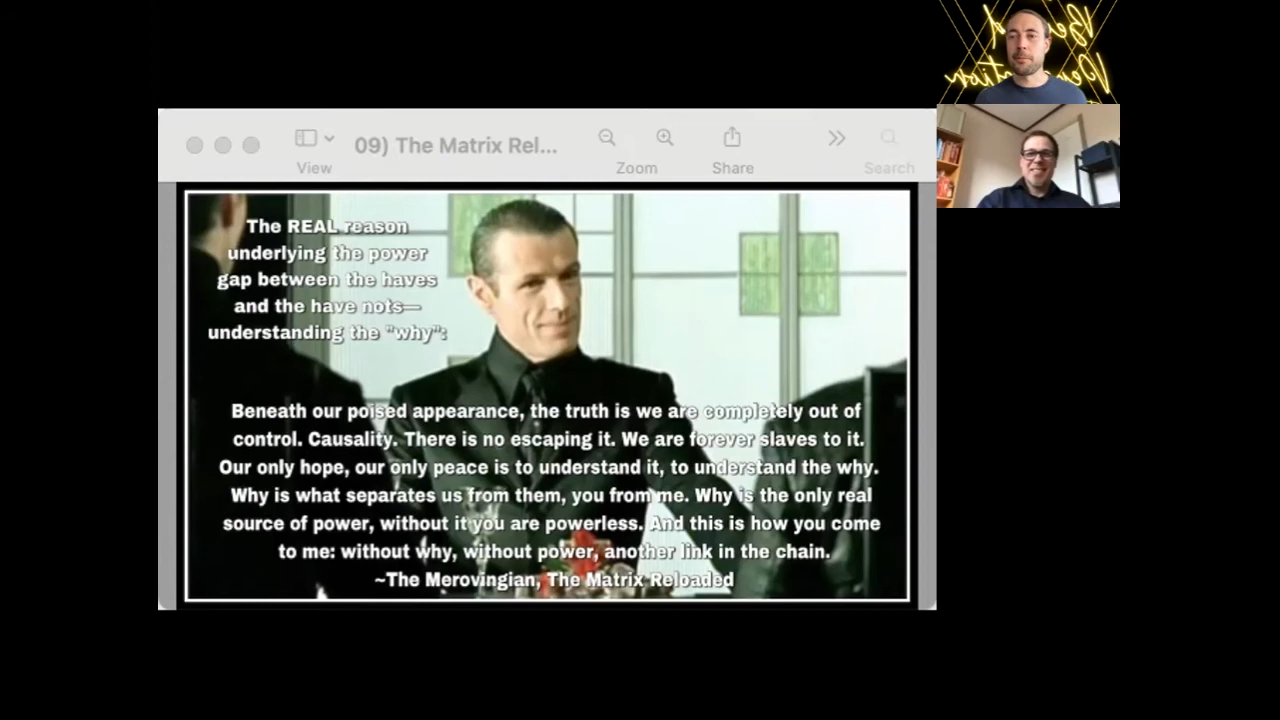 09) The Matrix Rel...
View
Zoom
Share
Search
The REAL reason
underlying the power
gap between the haves
and the have nots—
understanding the "why":
Beneath our poised appearance, the truth is we are completely out of
control. Causality. There is no escaping it. We are forever slaves to it.
Our only hope, our only peace is to understand it, to understand the why.
Why is what separates us from them, you from me. Why is the only real
source of power, without it you are powerless. And this is how you come
to me: without why, without power, another link in the chain.
~The Merovingian, The Matrix Reloaded